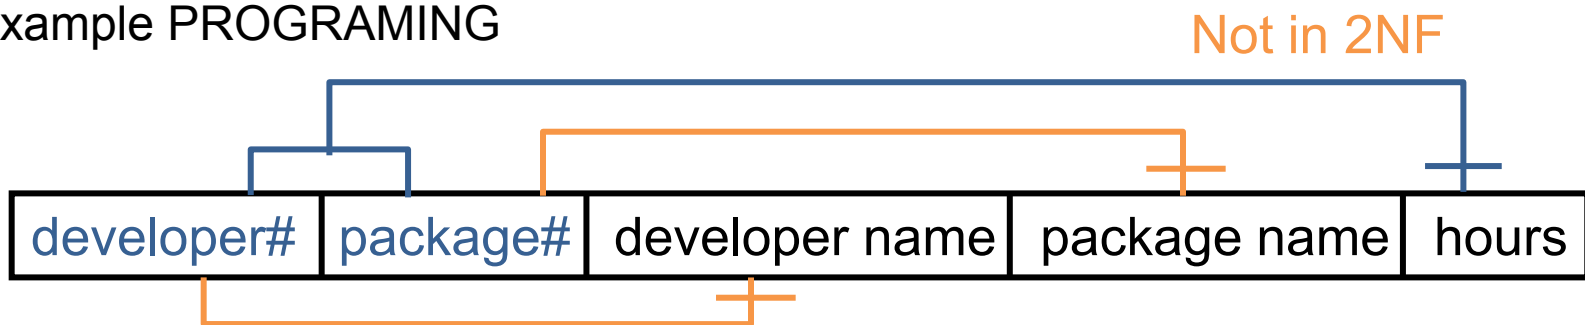 xample PROGRAMING
Not in 2NF
developer# package# developer name package name hours